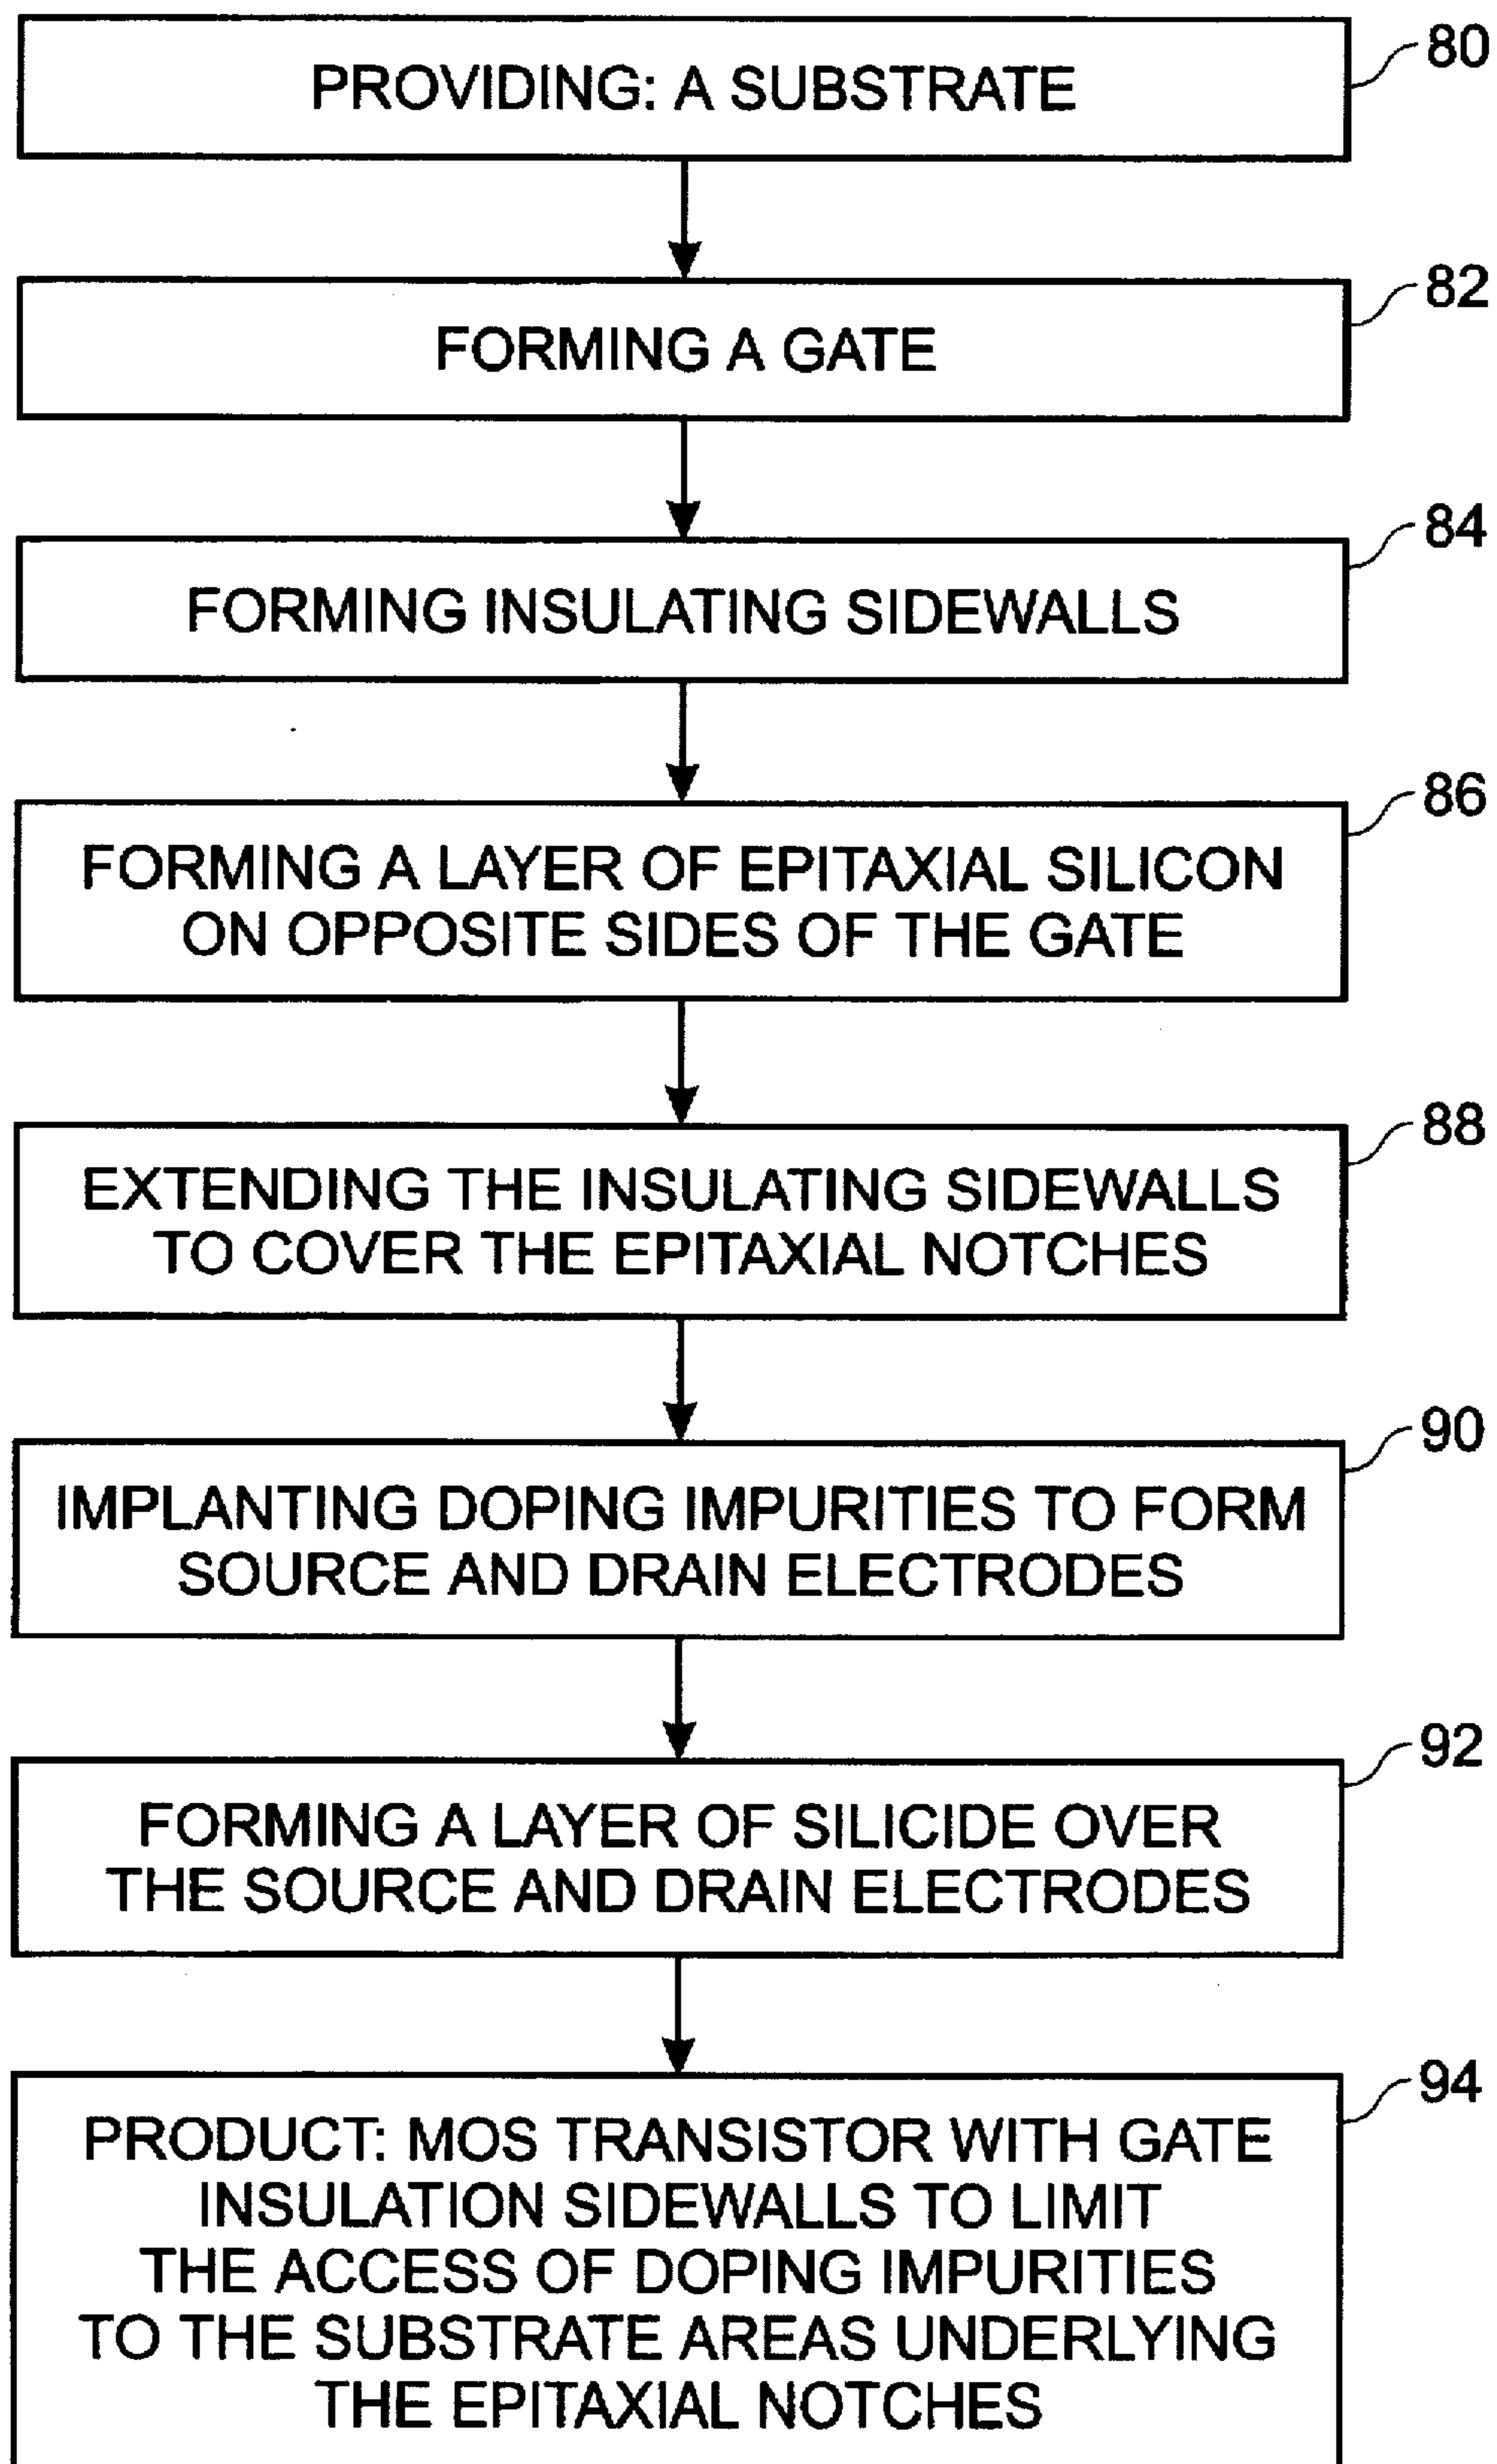 PROVIDING: A SUBSTRATE
80
FORMING A GATE
82
FORMING INSULATING SIDEWALLS
84
FORMING A LAYER OF EPITAXIAL SILICON
ON OPPOSITE SIDES OF THE GATE
86
EXTENDING THE INSULATING SIDEWALLS
TO COVER THE EPITAXIAL NOTCHES
88
IMPLANTING DOPING IMPURITIES TO FORM
SOURCE AND DRAIN ELECTRODES
90
FORMING A LAYER OF SILICIDE OVER
THE SOURCE AND DRAIN ELECTRODES
92
PRODUCT: MOS TRANSISTOR WITH GATE
INSULATION SIDEWALLS TO LIMIT
THE ACCESS OF DOPING IMPURITIES
TO THE SUBSTRATE AREAS UNDERLYING
THE EPITAXIAL NOTCHES
94